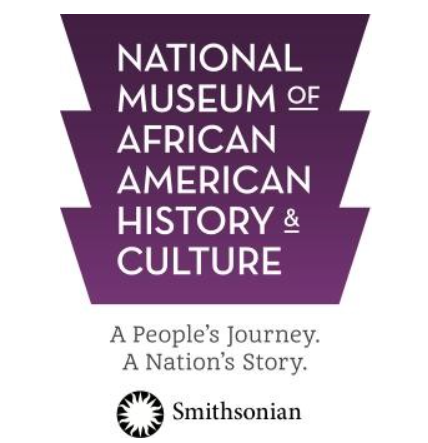 NATIONAL
MUSEUM OF
AFRICAN
AMERICAN
HISTORY &
CULTURE
A People's Journey.
A Nation's Story.
Smithsonian